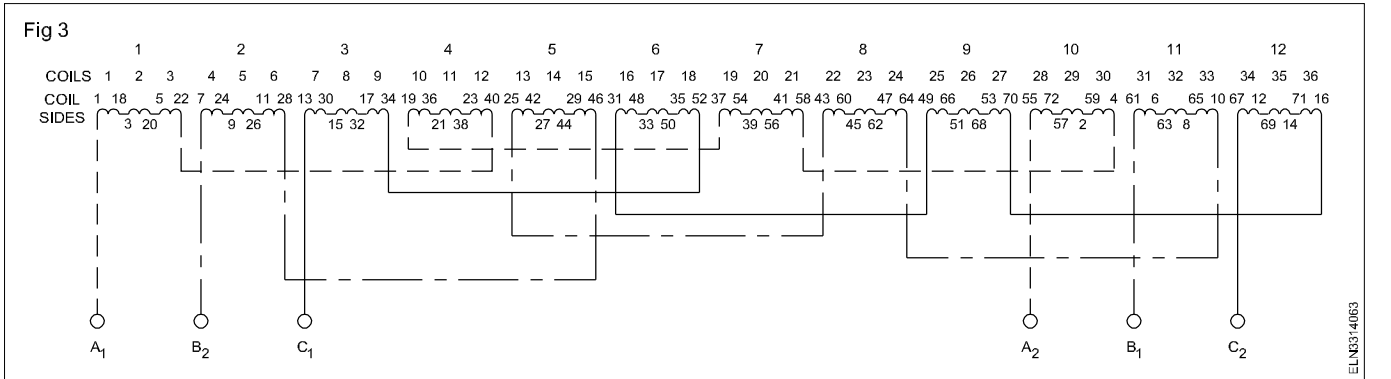 Fig 3
1 2 3 4 5 6 7 8 9 10 11 12
COILS 1 2 3 4 5 6 7 8 9 10 11 12 13 14 15 16 17 18 19 20 21 22 23 24 25 26 27 28 29 30 31 32 33 34 35 36
COIL 1 18 5 22 7 24 11 28 13 30 17 34 19 36 23 40 25 42 29 46 31 48 35 52 37 54 41 58 43 60 47 64 49 66 53 70 55 72 59 4 61 6 65 10 67 12 71 16
SIDES 3 20 9 26 15 32 21 38 27 44 33 50 39 56 45 62 51 68 57 2 63 8 69 14
A1 B2 C1 A2 B1 C2
ELN3314063